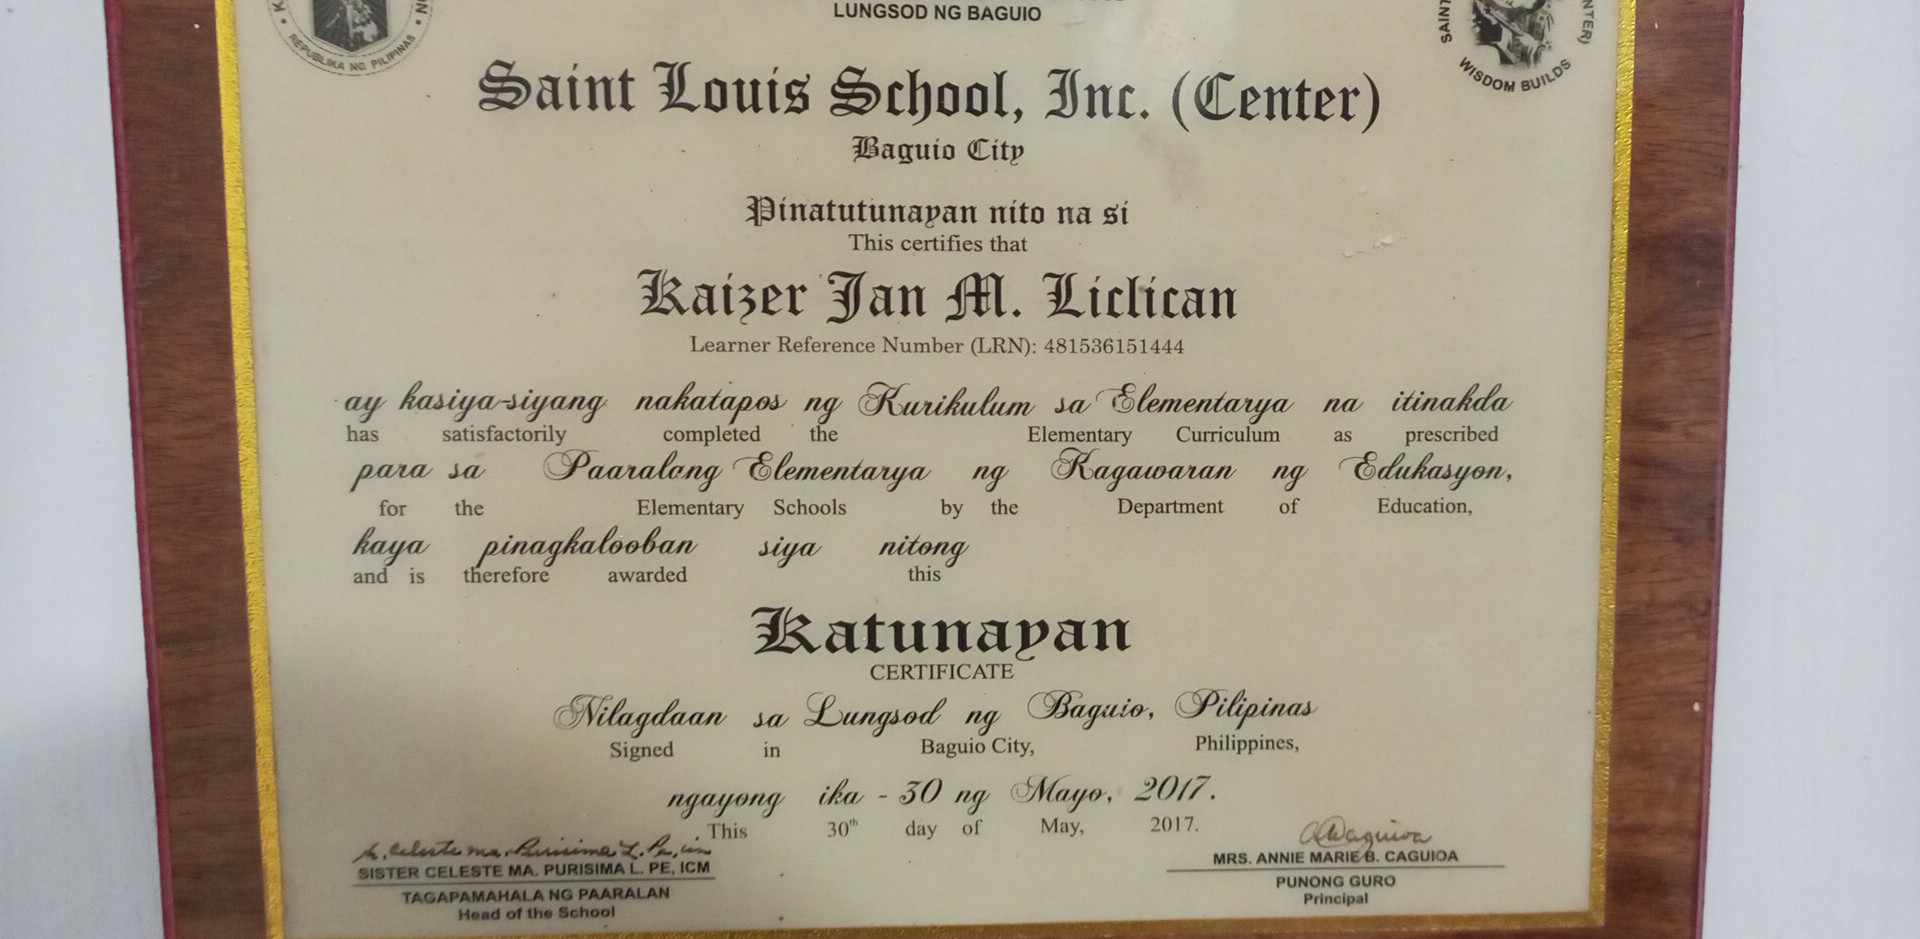 LUNGSOD NG BAGUIO
REPUBLIKA NG PILIPINAS
WISDOM BUILDS
Saint Louis School, Inc. (Center)
Baguio City
Pinatutunayan nito na si
This certifies that
Kaizer Jan M. Liclican
Learner Reference Number (LRN): 481536151444
ay kasiya-siyang nakatapos ng Kurikulum sa Elementarya na itinakda
has satisfactorily completed the Elementary Curriculum as prescribed
para sa Paaralang Elementarya ng Kagawaran ng Edukasyon,
for the Elementary Schools by the Department of Education,
kaya pinagkalooban siya nitong
and is therefore awarded this
Katunayan
CERTIFICATE
Nilagdaan sa Lungsod ng Baguio, Pilipinas
Signed in Baguio City, Philippines,
ngayong ika - 30 ng Mayo, 2017.
This 30th day of May, 2017.
SISTER CELESTE MA. PURISIMA L. PE, ICM
TAGAPAMAHALA NG PAARALAN
Head of the School
MRS. ANNIE MARIE B. CAGUIOA
PUNONG GURO
Principal